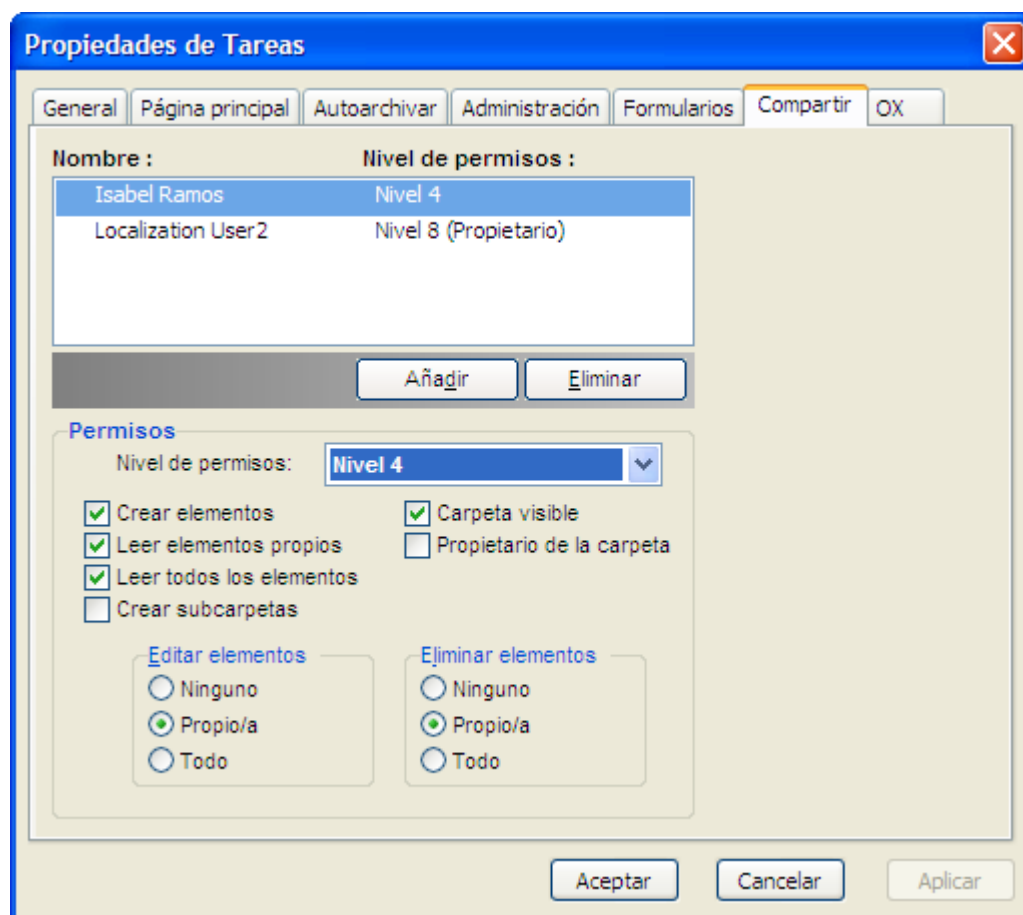 Propiedades de Tareas
General Página principal Autoarchivar Administración Formularios Compartir OX
Nombre : Nivel de permisos :
Isabel Ramos Nivel 4
Localization User2 Nivel 8 (Propietario)
Añadir Eliminar
Permisos
Nivel de permisos: Nivel 4
Crear elementos Carpeta visible
Leer elementos propios Propietario de la carpeta
Leer todos los elementos
Crear subcarpetas
Editar elementos Eliminar elementos
Ninguno Ninguno
Propio/a Propio/a
Todo Todo
Aceptar Cancelar Aplicar